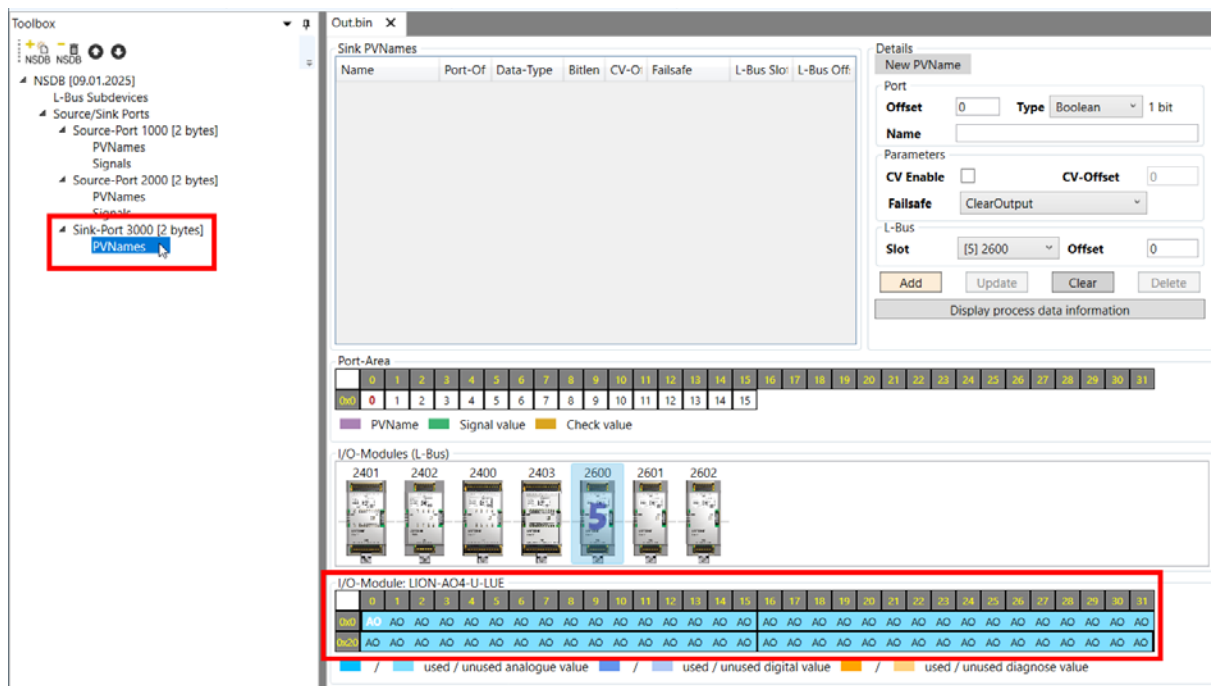 Toolbox
NSDB NSDB
NSDB [09.01.2025]
L-Bus Subdevices
Source/Sink Ports
Source-Port 1000 [2 bytes]
PVNames
Signals
Source-Port 2000 [2 bytes]
PVNames
Signals
Sink-Port 3000 [2 bytes]
PVNames
Out.bin
Sink PVNames
Name Port-Of Data-Type Bitlen CV-O Failsafe L-Bus Slo L-Bus Off
Details
New PVName
Port
Offset 0 Type Boolean 1 bit
Name
Parameters
CV Enable CV-Offset 0
Failsafe ClearOutput
L-Bus
Slot [5] 2600 Offset 0
Add Update Clear Delete
Display process data information
Port-Area
0 1 2 3 4 5 6 7 8 9 10 11 12 13 14 15 16 17 18 19 20 21 22 23 24 25 26 27 28 29 30 31
0x0 0 1 2 3 4 5 6 7 8 9 10 11 12 13 14 15
PVName Signal value Check value
I/O-Modules (L-Bus)
2401 2402 2400 2403 2600 2601 2602
5
I/O-Module: LION-AO4-U-LUE
0 1 2 3 4 5 6 7 8 9 10 11 12 13 14 15 16 17 18 19 20 21 22 23 24 25 26 27 28 29 30 31
0x0 AO AO AO AO AO AO AO AO AO AO AO AO AO AO AO AO AO AO AO AO AO AO AO AO AO AO AO AO AO AO AO AO
0x20 AO AO AO AO AO AO AO AO AO AO AO AO AO AO AO AO AO AO AO AO AO AO AO AO AO AO AO AO AO AO AO AO
/ used / unused analogue value / used / unused digital value / used / unused diagnose value